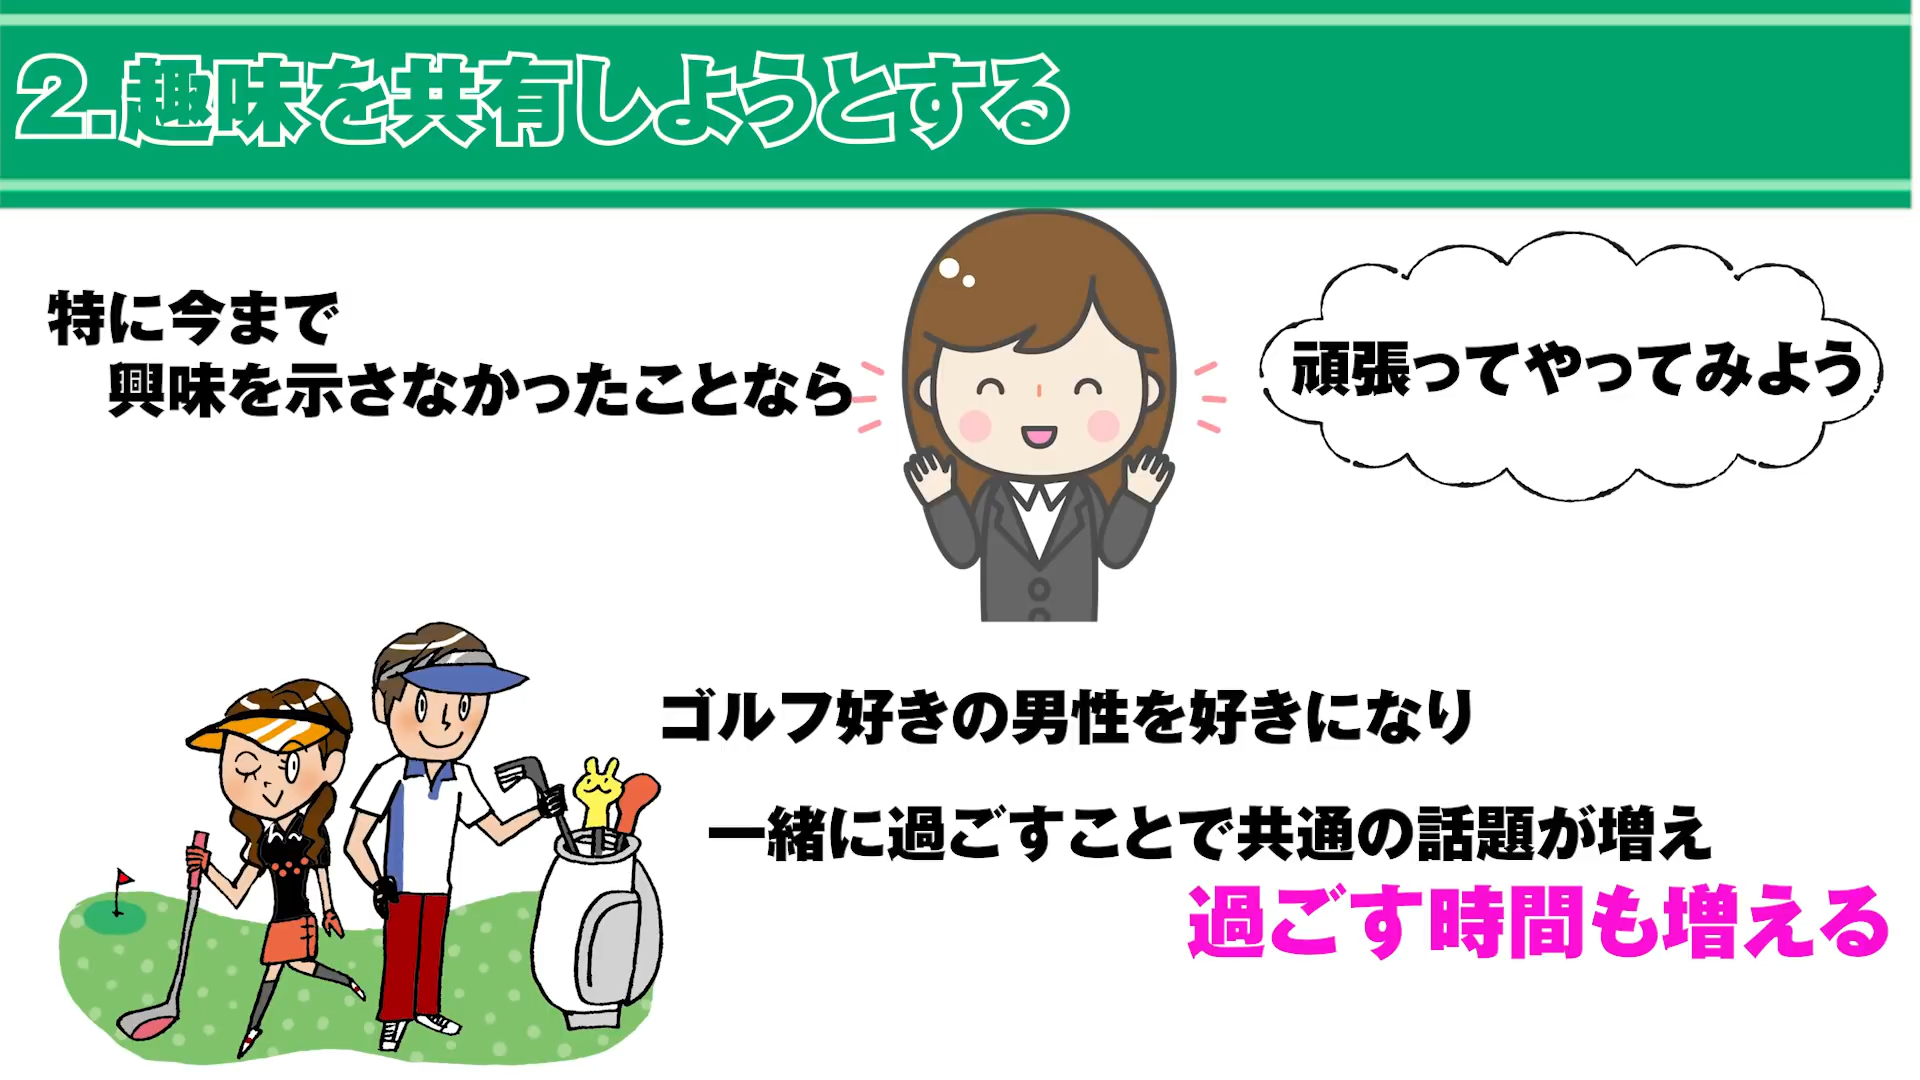 2.趣味を共有しようとする
特に今まで
興味を示さなかったことなら
頑張ってやってみよう
ゴルフ好きの男性を好きになり
一緒に過ごすことで共通の話題が増え
過ごす時間も増える